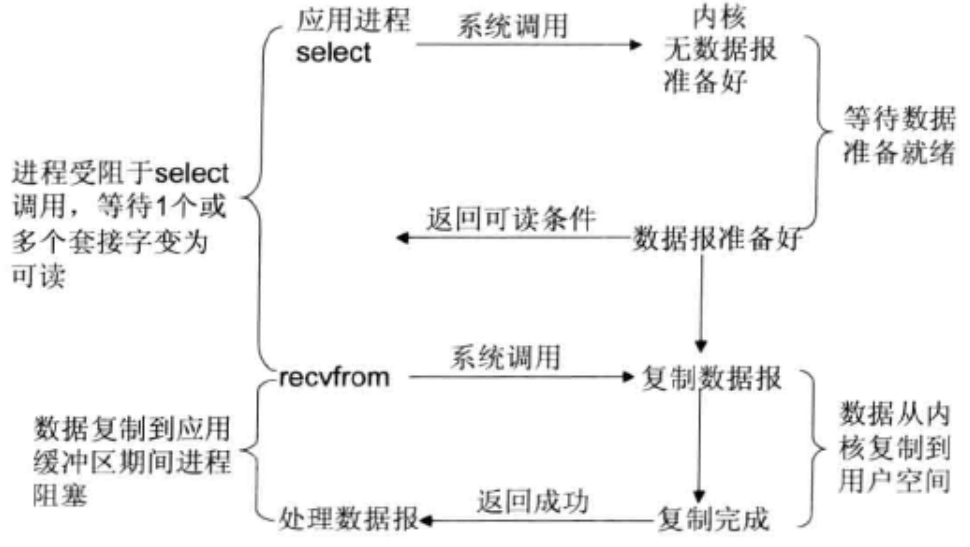 应用进程
select
系统调用
内核
无数据报
准备好
等待数据
准备就绪
进程受阻于select
调用，等待1个或
多个套接字变为
可读
返回可读条件
数据报准备好
recvfrom
系统调用
复制数据报
数据复制到应用
缓冲区期间进程
阻塞
数据从内
核复制到
用户空间
处理数据报
返回成功
复制完成